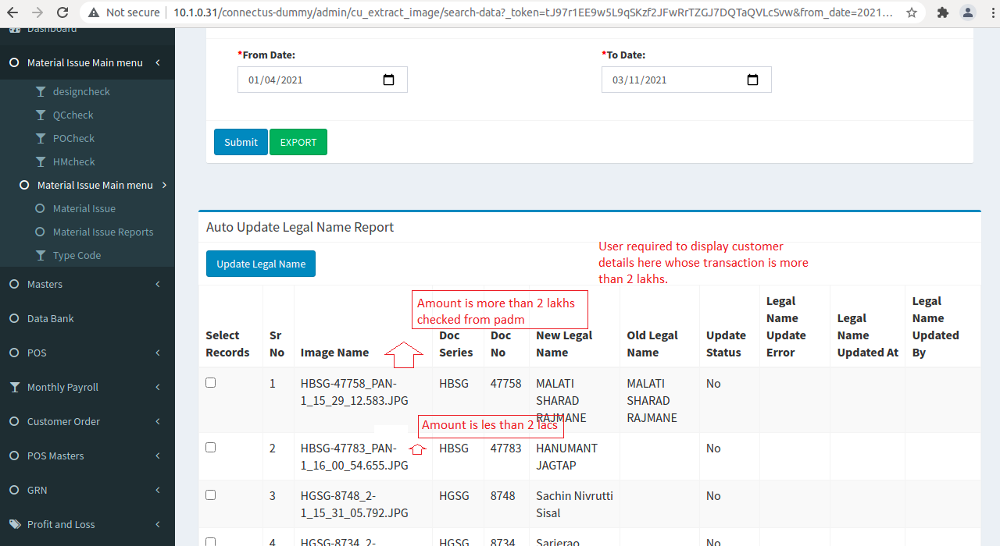 Not secure | 10.1.0.31/connectus-dummy/admin/cu_extract_image/search-data?_token=tJ97r1EE9w5L9qSKzf2JFwRrTZGJ7DQTaQVLcSvw&from_date=2021...
Dashboard
Material Issue Main menu
designcheck
QCcheck
POCheck
HMcheck
Material Issue Main menu
Material Issue
Material Issue Reports
Type Code
Masters
Data Bank
POS
Monthly Payroll
Customer Order
POS Masters
GRN
Profit and Loss
*From Date:
*To Date:
01/04/2021
03/11/2021
Submit
EXPORT
Auto Update Legal Name Report
Update Legal Name
User required to display customer
details here whose transaction is more
than 2 lakhs.
Amount is more than 2 lakhs
checked from padm
Select Records
Sr No
Image Name
Doc Series
Doc No
New Legal Name
Old Legal Name
Update Status
Legal Name Update Error
Legal Name Updated At
Legal Name Updated By
1
HBSG-47758_PAN-
1_15_29_12.583.JPG
HBSG
47758
MALATI
SHARAD
RAJMANE
MALATI
SHARAD
RAJMANE
No
Amount is les than 2 lacs
2
HBSG-47783_PAN-
1_16_00_54.655.JPG
HBSG
47783
HANUMANT
JAGTAP
No
3
HGSG-8748_2-
1_15_31_05.792.JPG
HGSG
8748
Sachin Nivrutti
Sisal
No
4
HGSG-8734_2-
HGSG
8734
Sarjerao
No